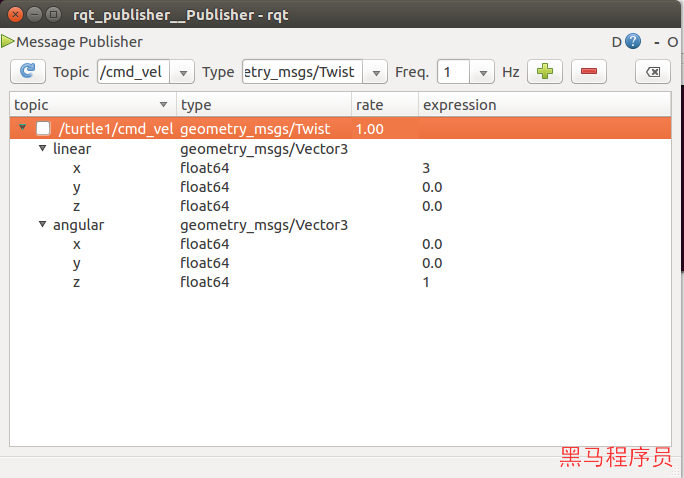 rqt_publisher__Publisher - rqt
Message Publisher D ? - O
Topic /cmd_vel Type etry_msgs/Twist Freq. 1 Hz
topic type rate expression
/turtle1/cmd_vel geometry_msgs/Twist 1.00
linear geometry_msgs/Vector3
x float64 3
y float64 0.0
z float64 0.0
angular geometry_msgs/Vector3
x float64 0.0
y float64 0.0
z float64 1
黑马程序员